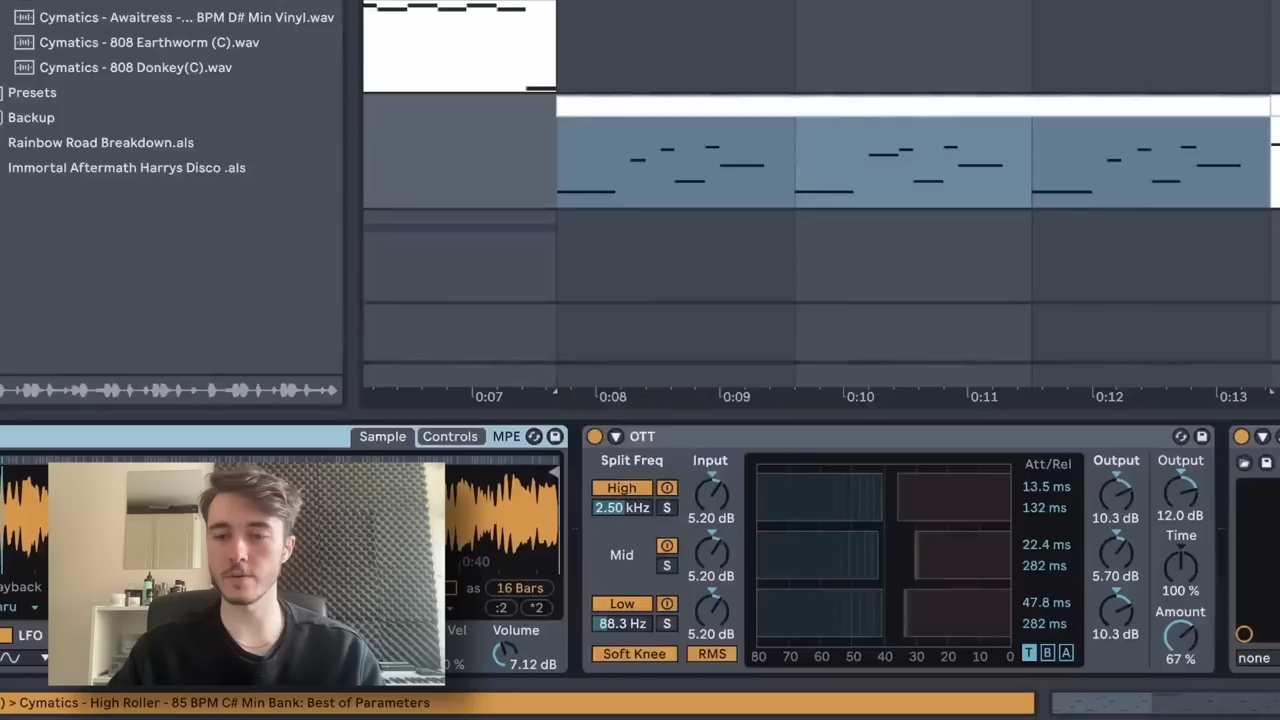 Cymatics - Awaitress -... BPM D# Min Vinyl.wav
Cymatics - 808 Earthworm (C).wav
Cymatics - 808 Donkey(C).wav
Presets
Backup
Rainbow Road Breakdown.als
Immortal Aftermath Harrys Disco .als
0:07 0:08 0:09 0:10 0:11 0:12 0:13
Sample Controls MPE
OTT
Split Freq Input Att/Rel Output Output
High S 2.50 kHz 5.20 dB 13.5 ms 132 ms 10.3 dB 12.0 dB
Mid S 5.20 dB 22.4 ms 282 ms 5.70 dB Time 100 %
Low S 88.3 Hz 5.20 dB 47.8 ms 282 ms 10.3 dB Amount 67 %
Soft Knee RMS 80 70 60 50 40 30 20 10 0 T B A
0:40
as 16 Bars
:2 *2
LFO
Vel Volume
% 7.12 dB
none
) > Cymatics - High Roller - 85 BPM C# Min Bank: Best of Parameters